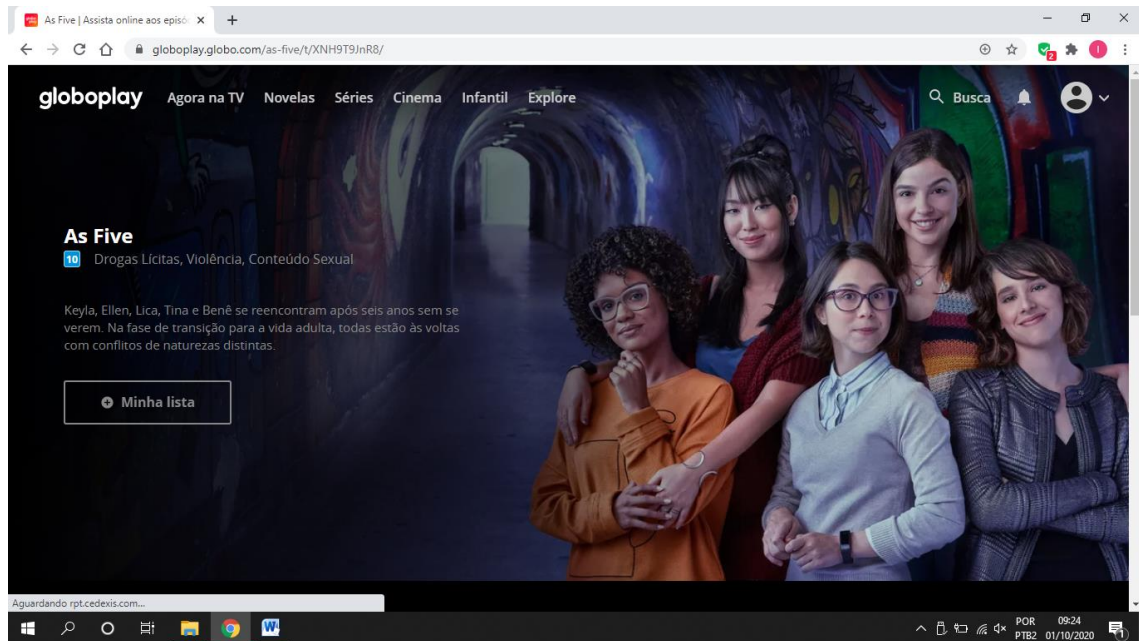 As Five | Assista online aos episó
globoplay.globo.com/as-five/t/XNH9T9JnR8/
2
I
globoplay
Agora na TV
Novelas
Séries
Cinema
Infantil
Explore
Busca
As Five
10 Drogas Lícitas, Violência, Conteúdo Sexual
Keyla, Ellen, Lica, Tina e Benê se reencontram após seis anos sem se
verem. Na fase de transição para a vida adulta, todas estão às voltas
com conflitos de naturezas distintas.
Minha lista
Aguardando rpt.cedexis.com...
W
POR
09:24
PTB2
01/10/2020